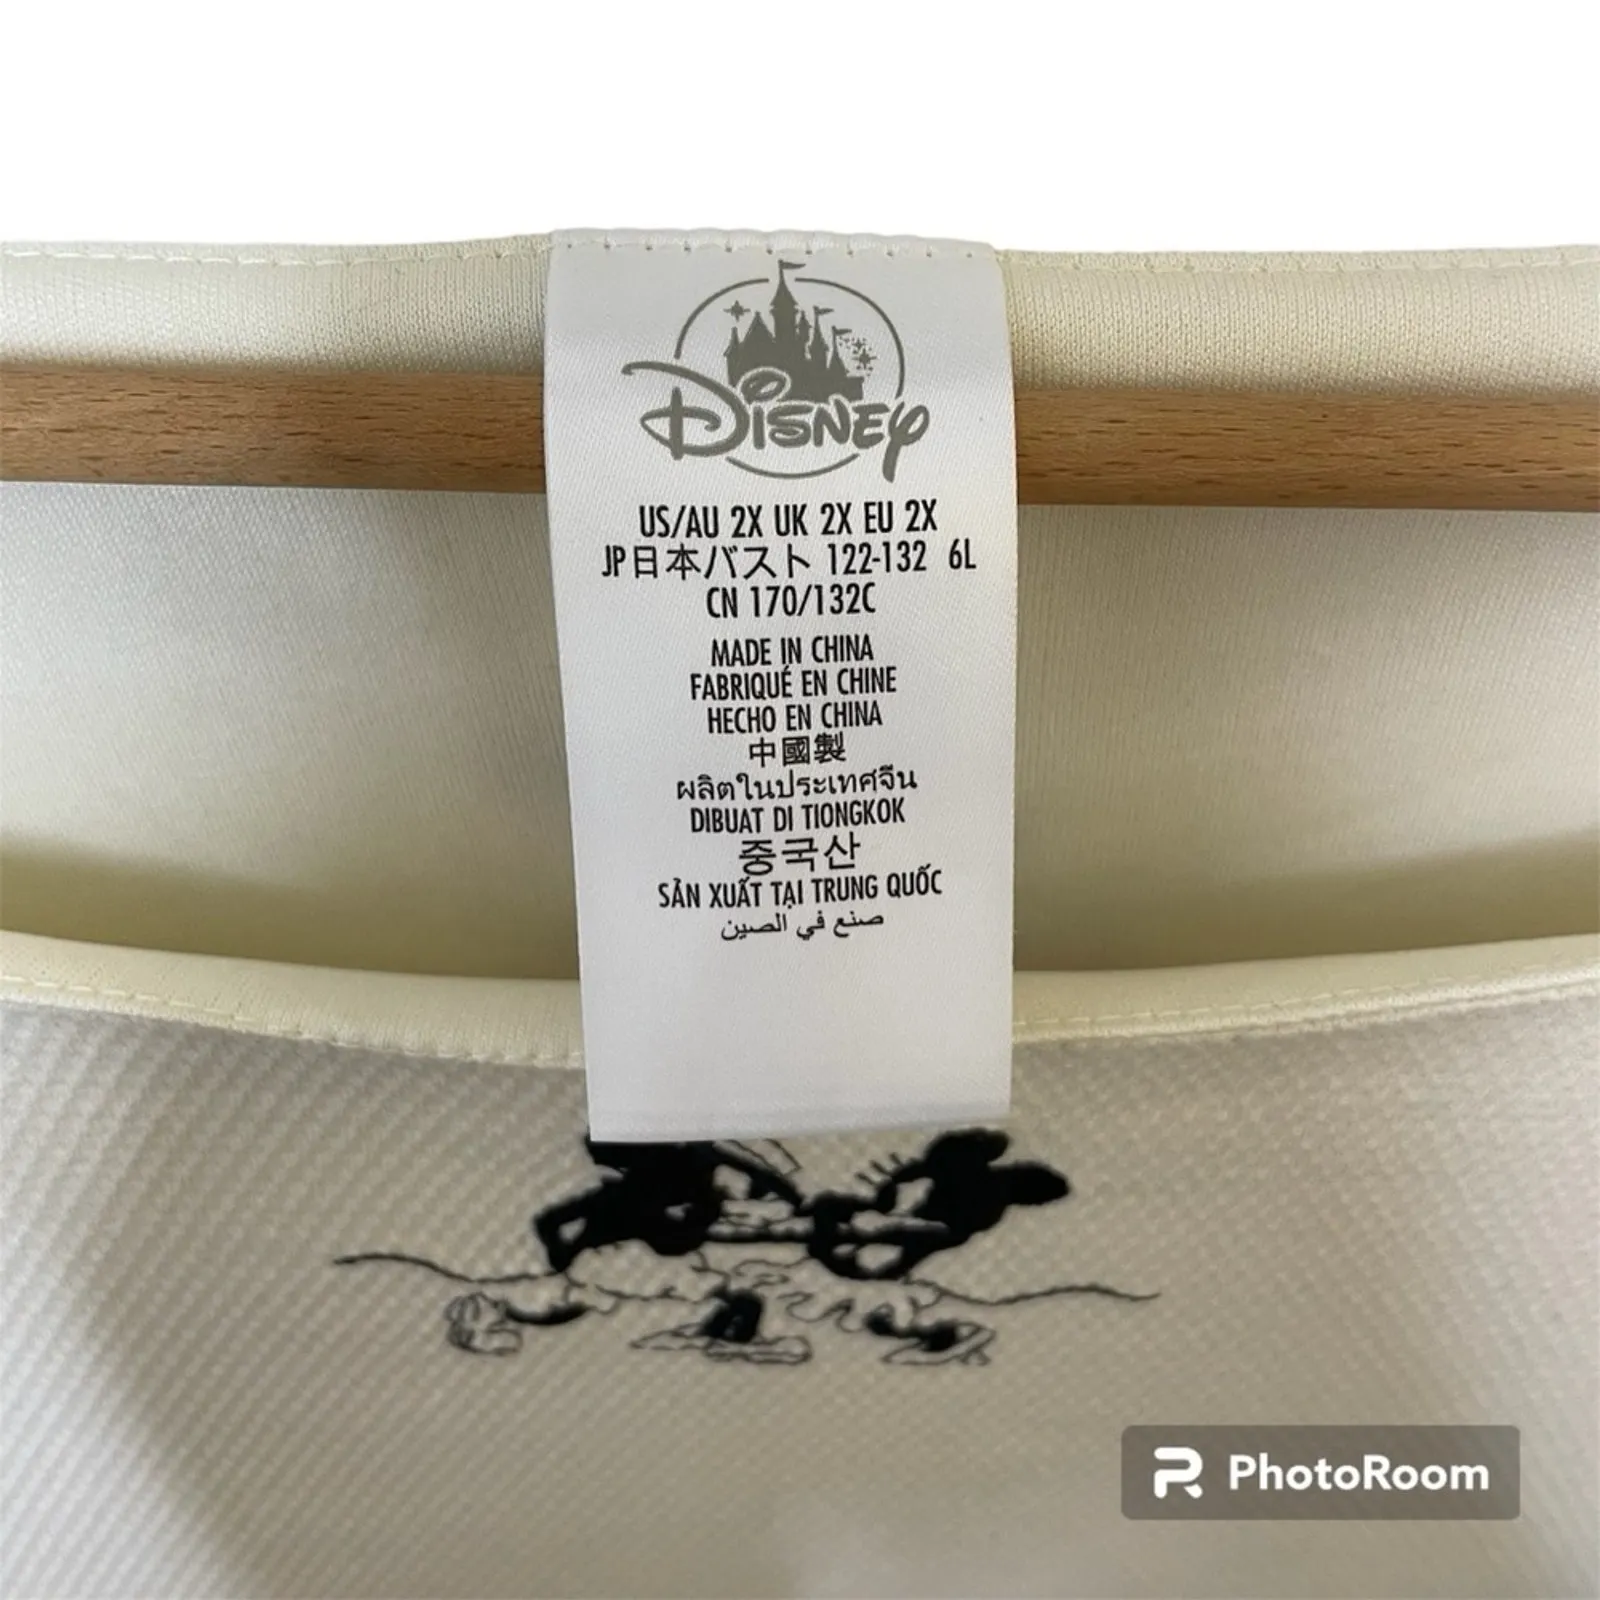 Disney
US/AU 2X UK 2X EU 2X
JP日本バスト 122-132 6L
CN 170/132C
MADE IN CHINA
FABRIQUÉ EN CHINE
HECHO EN CHINA
中國製
ผลิตในประเทศจีน
DIBUAT DI TIONGKOK
중국산
SẢN XUẤT TẠI TRUNG QUỐC
صنع في الصين
PhotoRoom